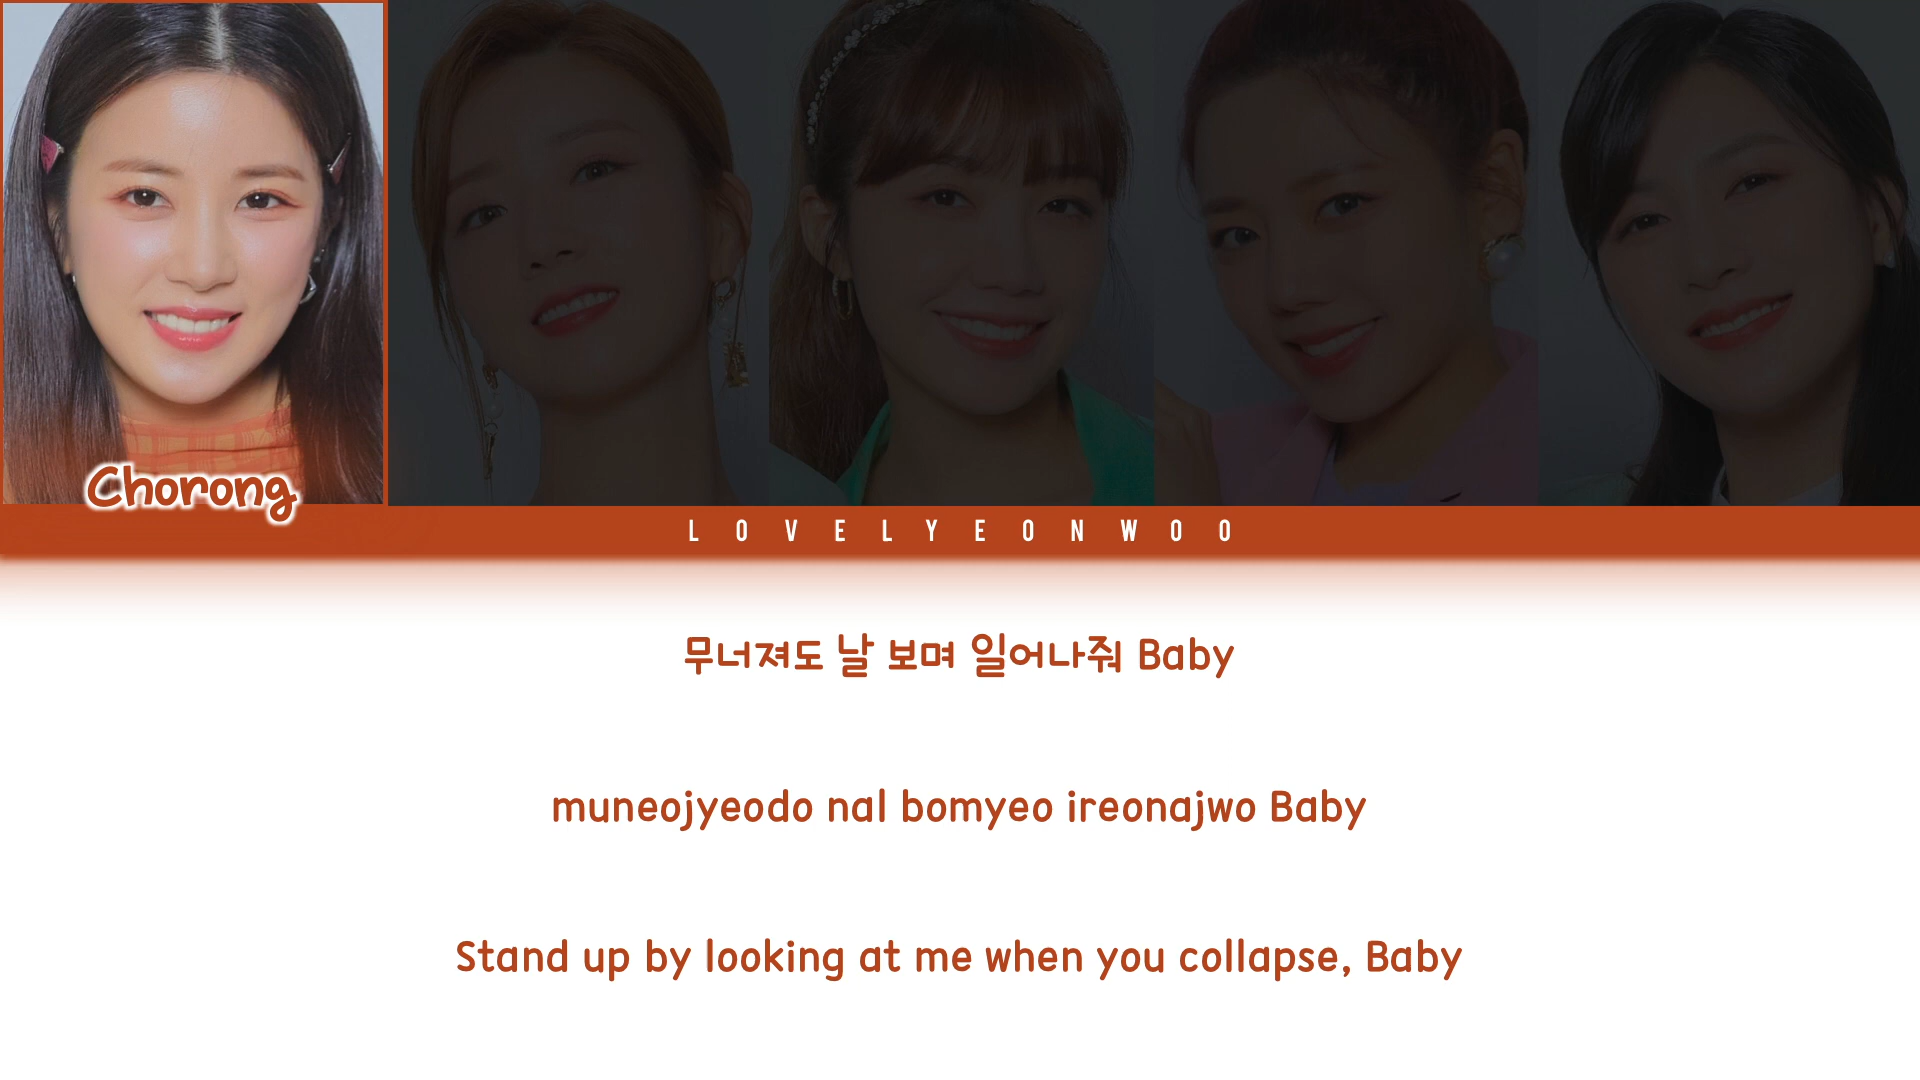 Chorong
LOVELYEONWOO
무너져도 날 보며 일어나줘 Baby
muneojyeodo nal bomyeo ireonajwo Baby
Stand up by looking at me when you collapse, Baby